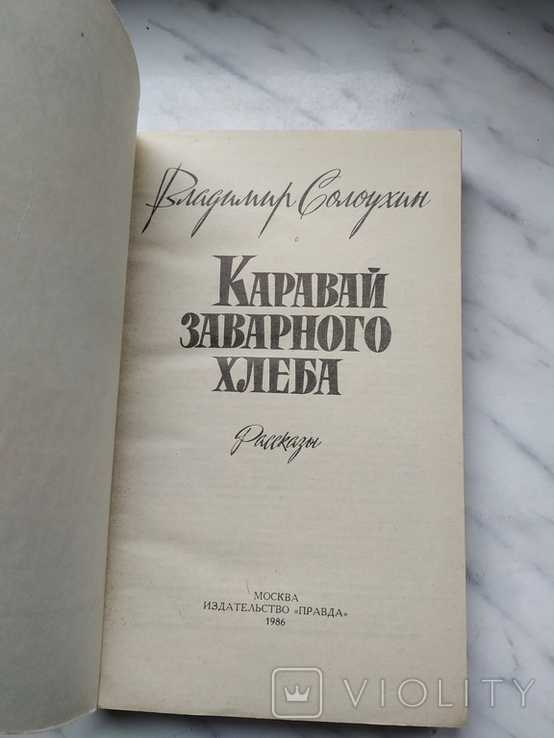 Владимир Солоухин
КАРАВАЙ
ЗАВАРНОГО
ХЛЕБА
Рассказы
МОСКВА
ИЗДАТЕЛЬСТВО «ПРАВДА»
1986
VIOLITY